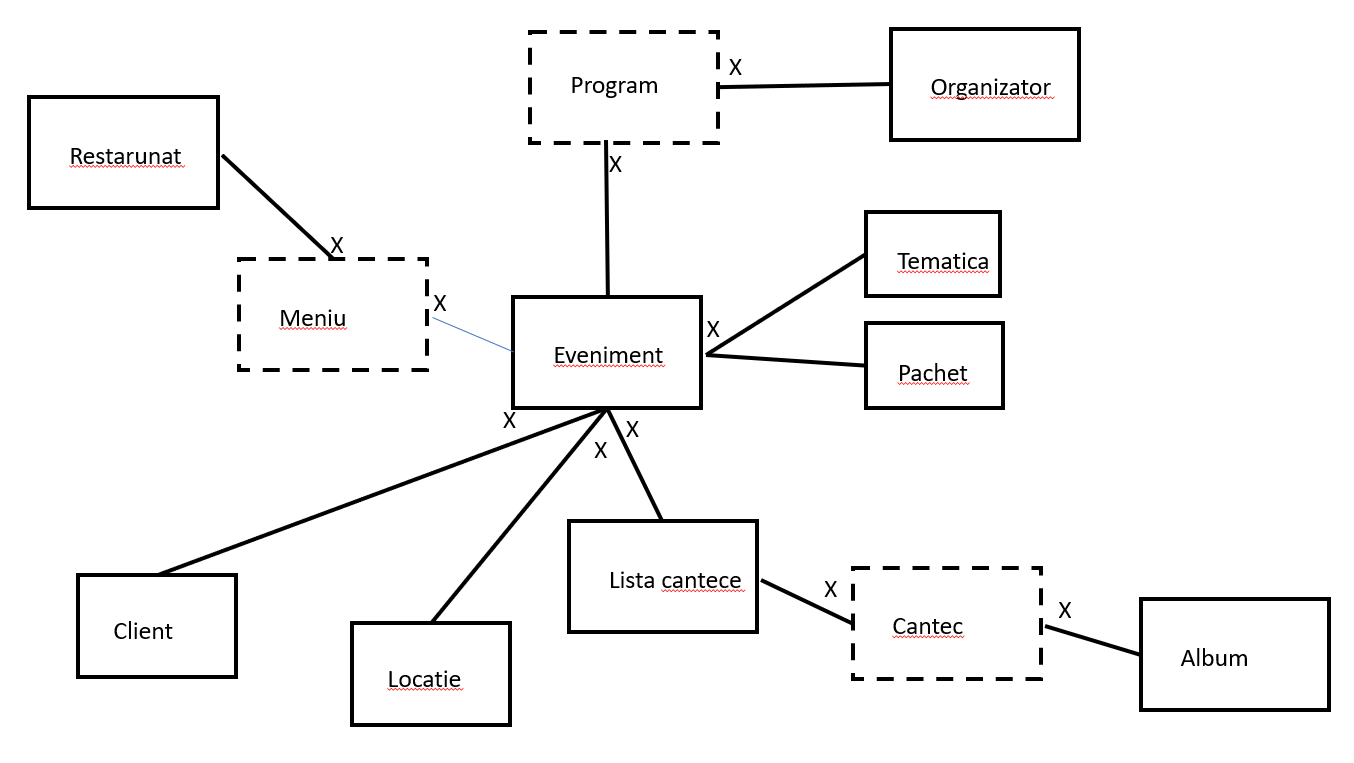 Program
X
Organizator
Restarunat
X
X
Tematica
Meniu
X
X
Eveniment
Pachet
X
X
X
Lista cantece
X
Cantec
X
Client
Locatie
Album